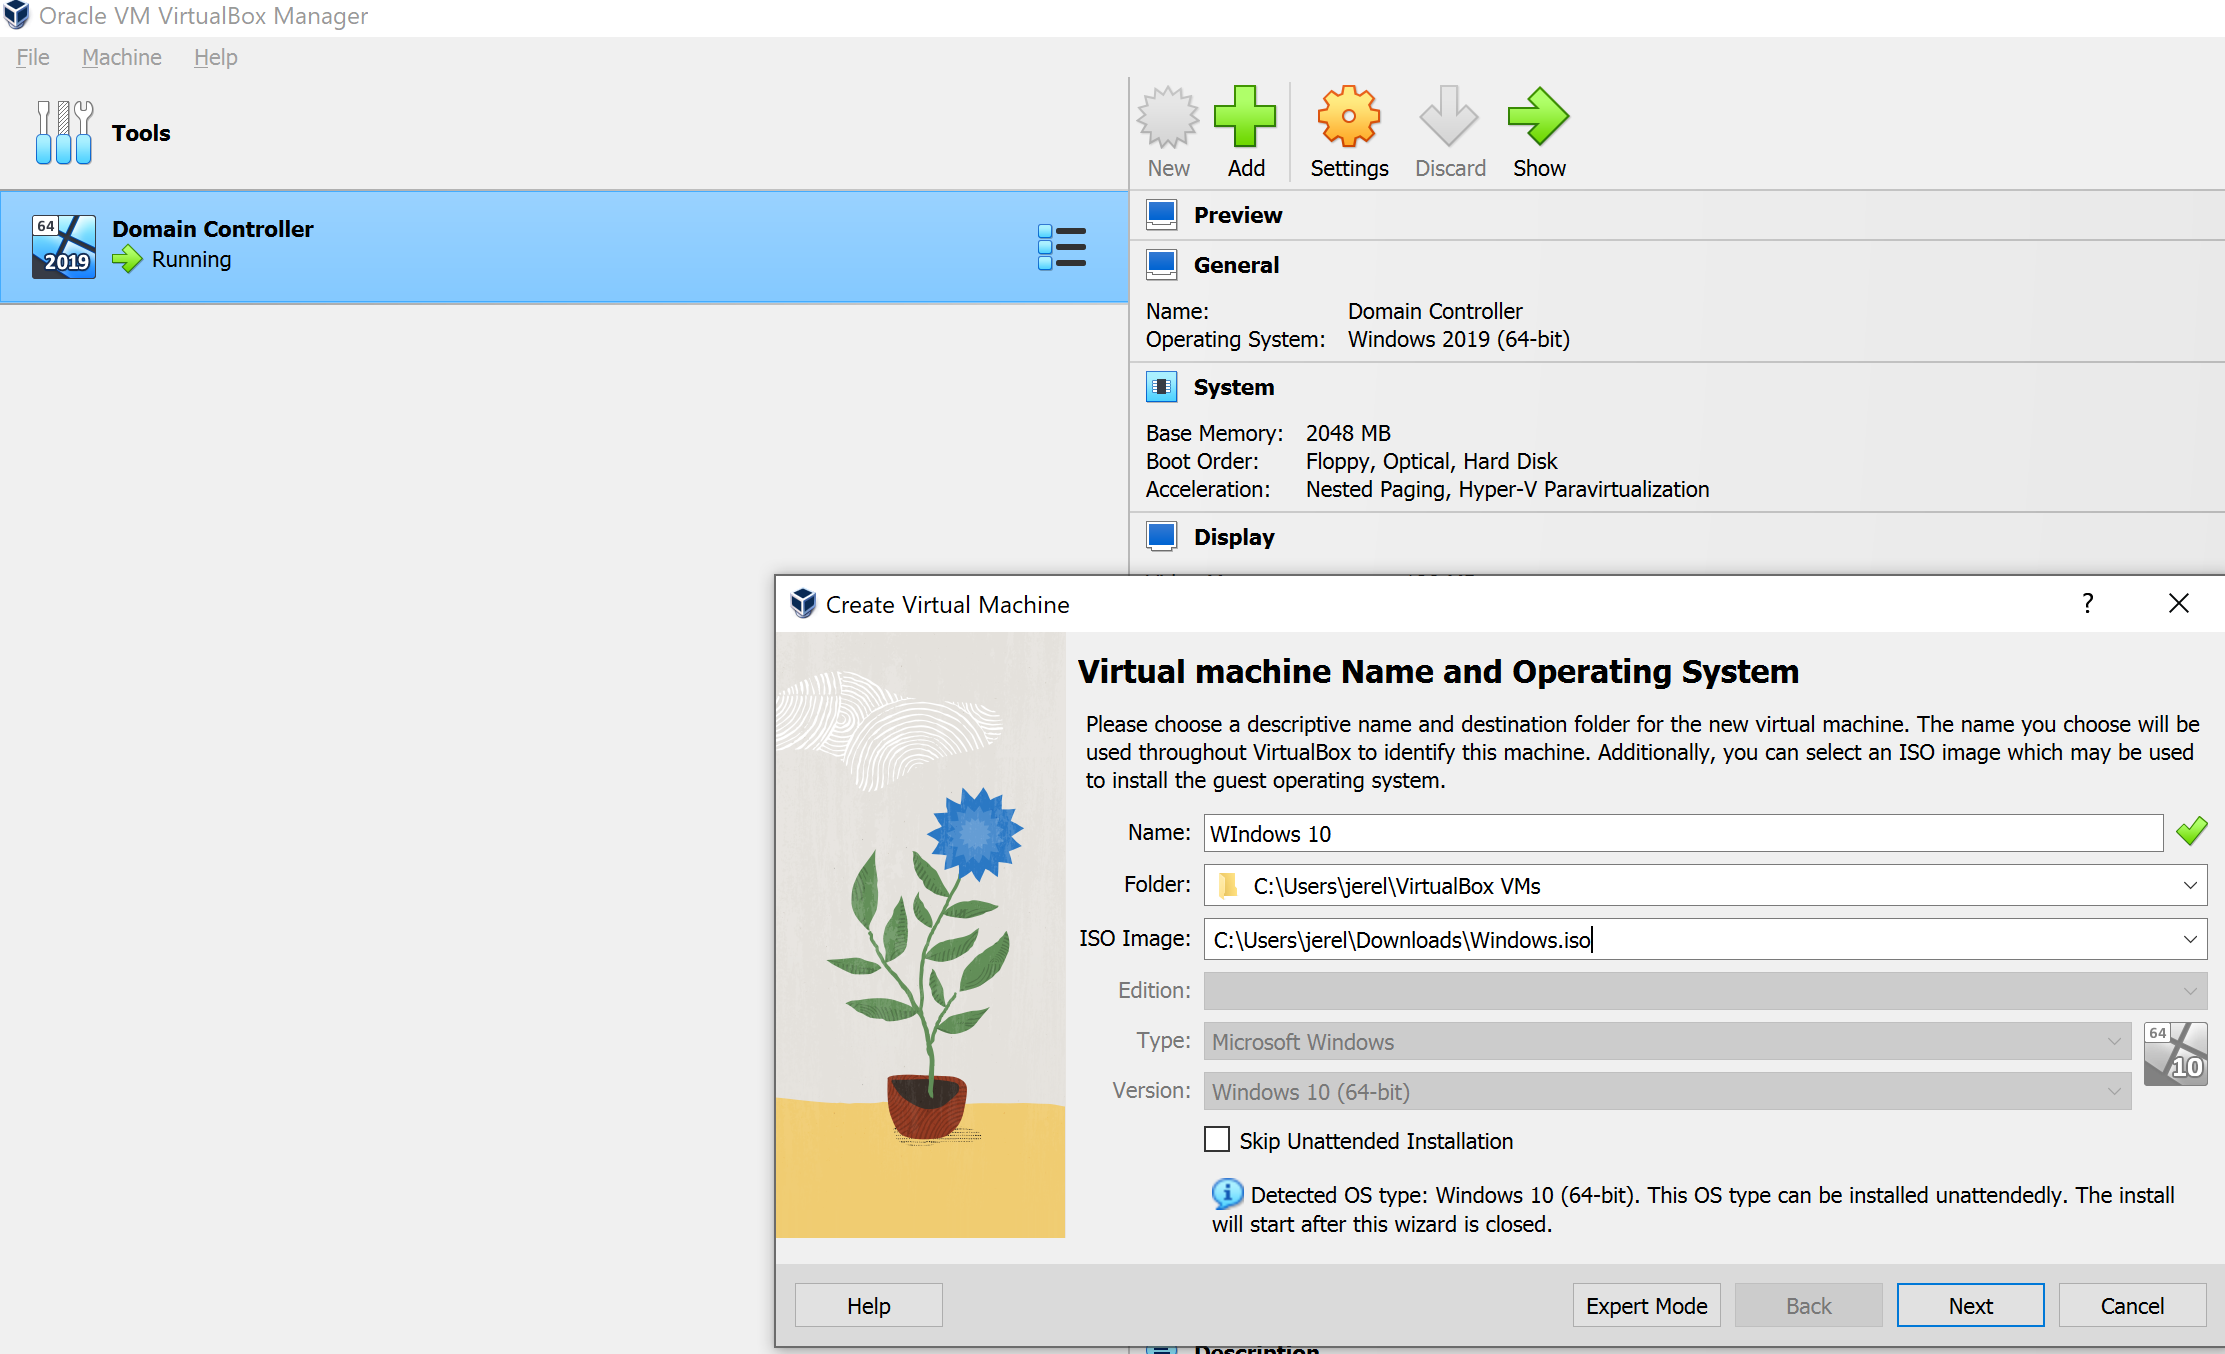 Oracle VM VirtualBox Manager
File Machine Help
Tools
New Add Settings Discard Show
64
2019
Domain Controller
Running
Preview
General
Name: Domain Controller
Operating System: Windows 2019 (64-bit)
System
Base Memory: 2048 MB
Boot Order: Floppy, Optical, Hard Disk
Acceleration: Nested Paging, Hyper-V Paravirtualization
Display
Create Virtual Machine
?
Virtual machine Name and Operating System
Please choose a descriptive name and destination folder for the new virtual machine. The name you choose will be
used throughout VirtualBox to identify this machine. Additionally, you can select an ISO image which may be used
to install the guest operating system.
Name: WIndows 10
Folder: C:\Users\jerel\VirtualBox VMs
ISO Image: C:\Users\jerel\Downloads\Windows.iso
Edition:
Type: Microsoft Windows
64
10
Version: Windows 10 (64-bit)
Skip Unattended Installation
Detected OS type: Windows 10 (64-bit). This OS type can be installed unattendedly. The install
will start after this wizard is closed.
Help Expert Mode Back Next Cancel
Description